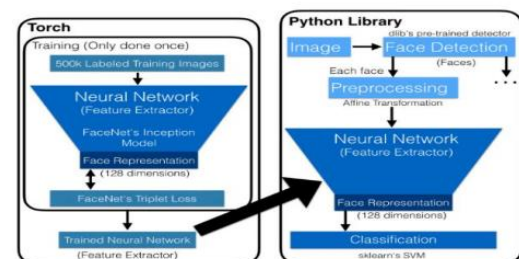 Torch
Training (Only done once)
500k Labeled Training Images
Neural Network
(Feature Extractor)
FaceNet's Inception
Model
Face Representation
(128 dimensions)
FaceNet's Triplet Loss
Trained Neural Network
(Feature Extractor)
Python Library
dlib's pre-trained detector
Image
Face Detection
(Faces)
Each face
Preprocessing
Affine Transformation
...
Neural Network
(Feature Extractor)
Face Representation
(128 dimensions)
Classification
sklearn's SVM